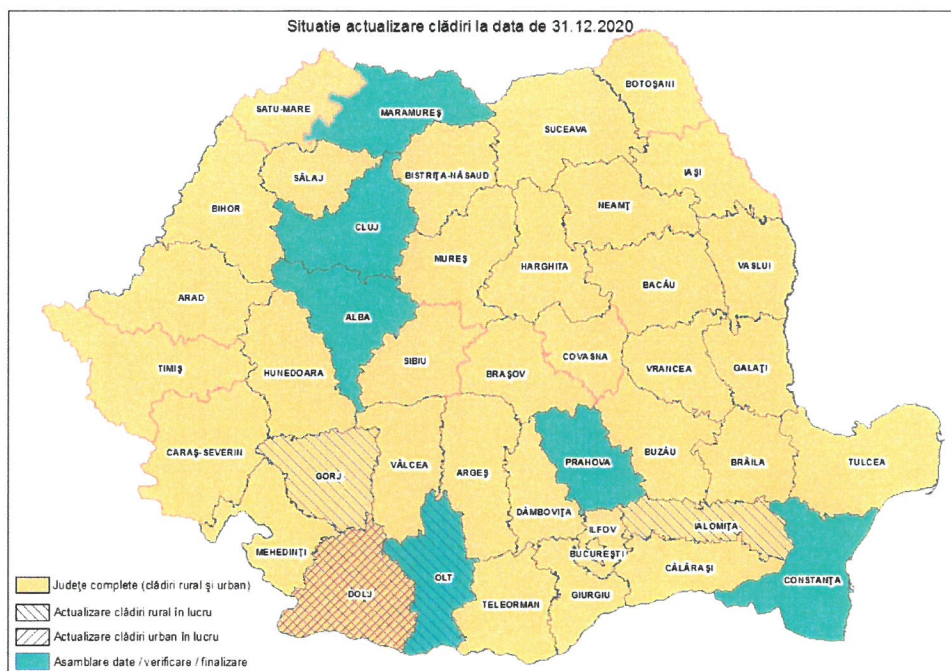 Situatie actualizare clădiri la data de 31.12.2020
BOTOȘANI
SATU-MARE
MARAMUREȘ
SUCEAVA
IAȘI
SĂLAJ
BISTRIȚA-NĂSAUD
NEAMȚ
BIHOR
CLUJ
MUREȘ
HARGHITA
VASLUI
BACĂU
ARAD
ALBA
COVASNA
SIBIU
TIMIȘ
HUNEDOARA
BRAȘOV
VRANCEA
GALAȚI
CARAȘ-SEVERIN
GORJ
VÂLCEA
ARGEȘ
PRAHOVA
BUZĂU
BRĂILA
TULCEA
DÂMBOVIȚA
ILFOV
IALOMIȚA
MEHEDINȚI
BUCUREȘTI
CĂLĂRAȘI
CONSTANȚA
DOLJ
OLT
TELEORMAN
GIURGIU
Județe complete (clădiri rural și urban)
Actualizare clădiri rural în lucru
Actualizare clădiri urban în lucru
Asamblare date / verificare / finalizare